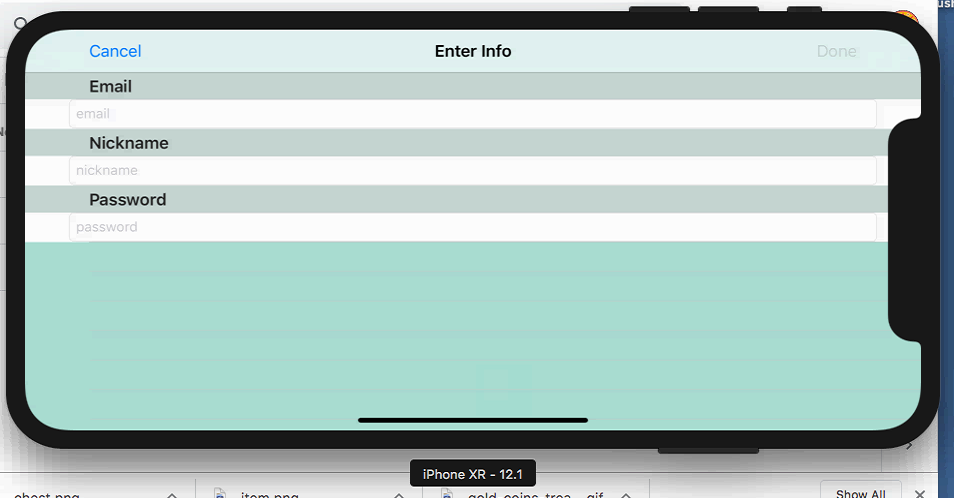 Cancel
Enter Info
Done
Email
email
Nickname
nickname
Password
password
iPhone XR - 12.1
chest.png
item.png
gold_coins_trea....gif
Show All